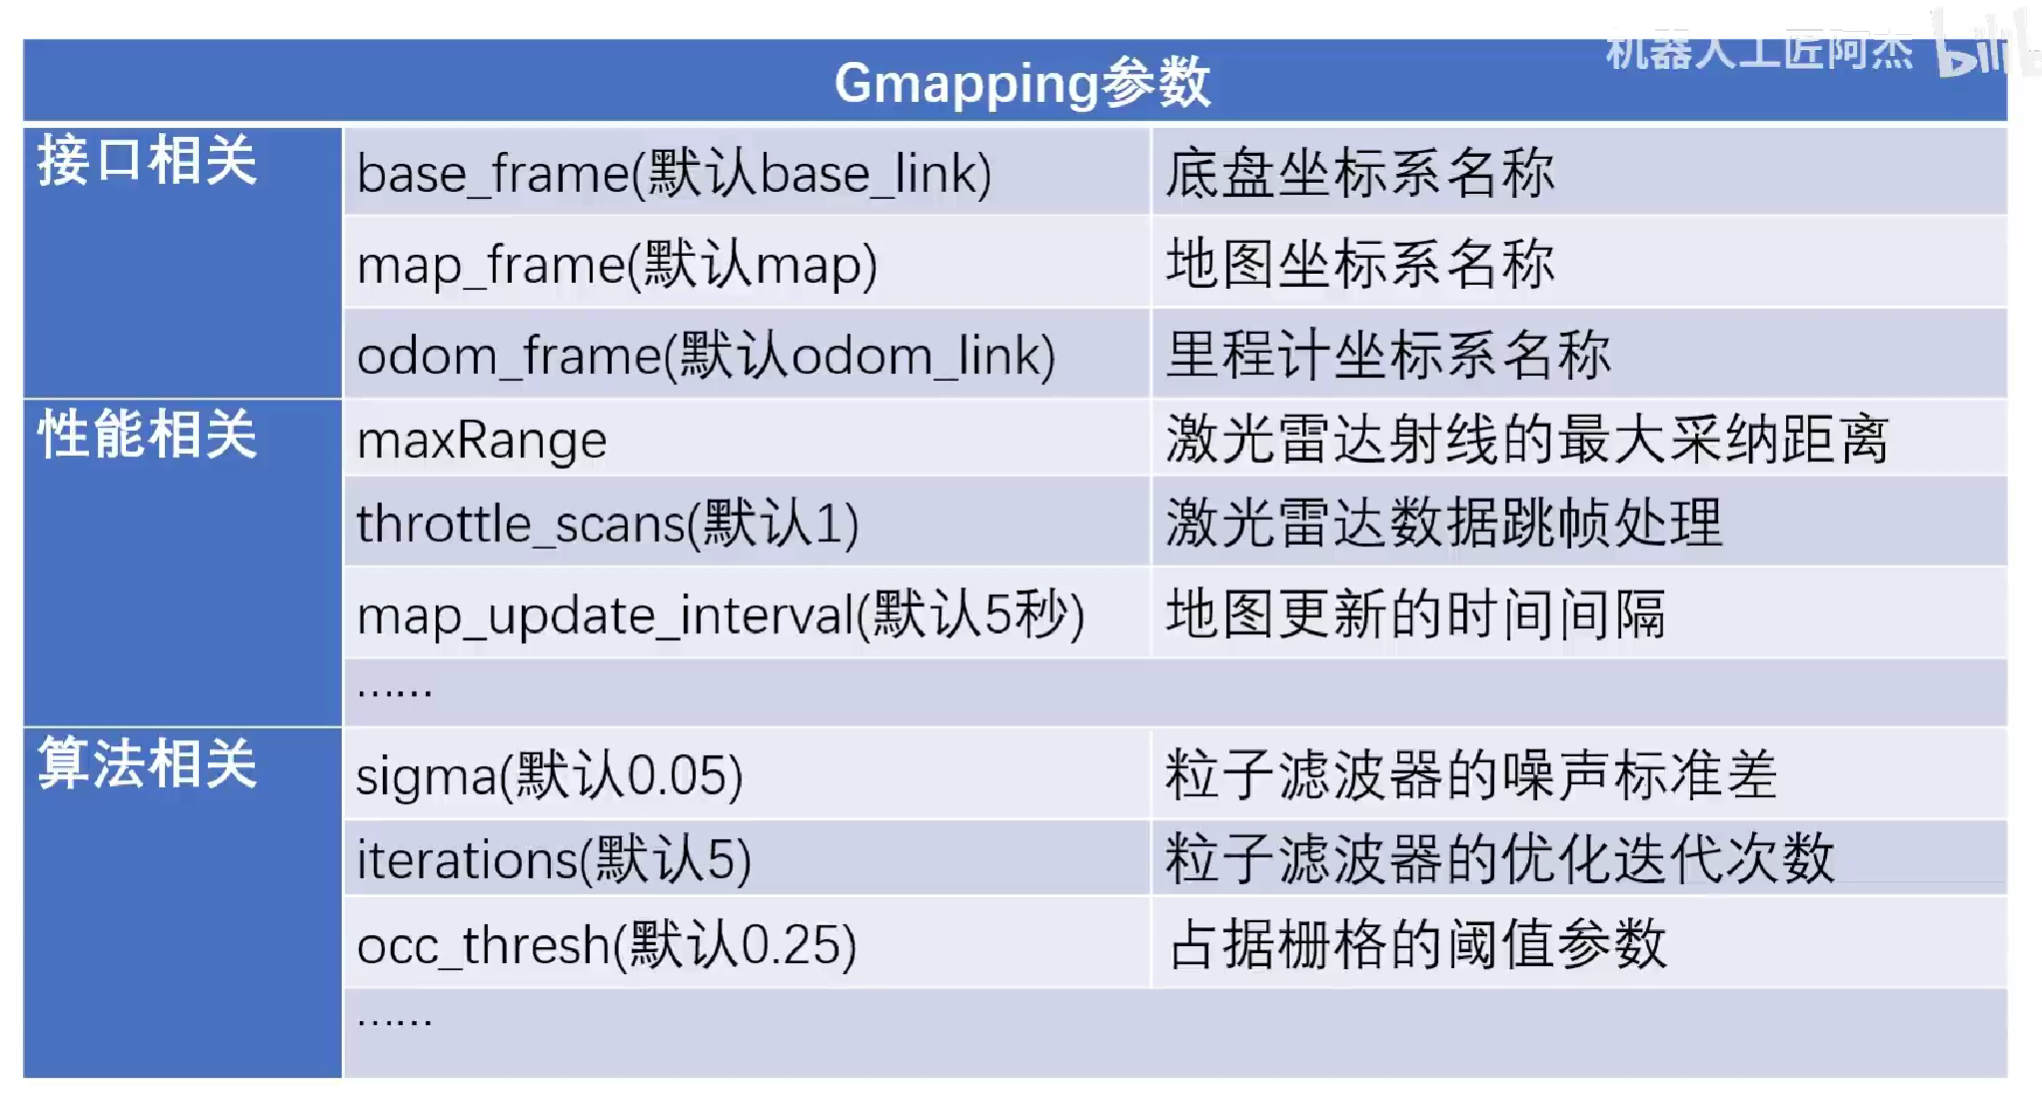 机器人工匠阿杰 bilibili
Gmapping参数
接口相关
base_frame(默认base_link)
底盘坐标系名称
map_frame(默认map)
地图坐标系名称
odom_frame(默认odom_link)
里程计坐标系名称
性能相关
maxRange
激光雷达射线的最大采纳距离
throttle_scans(默认1)
激光雷达数据跳帧处理
map_update_interval(默认5秒)
地图更新的时间间隔
……
算法相关
sigma(默认0.05)
粒子滤波器的噪声标准差
iterations(默认5)
粒子滤波器的优化迭代次数
occ_thresh(默认0.25)
占据栅格的阈值参数
……